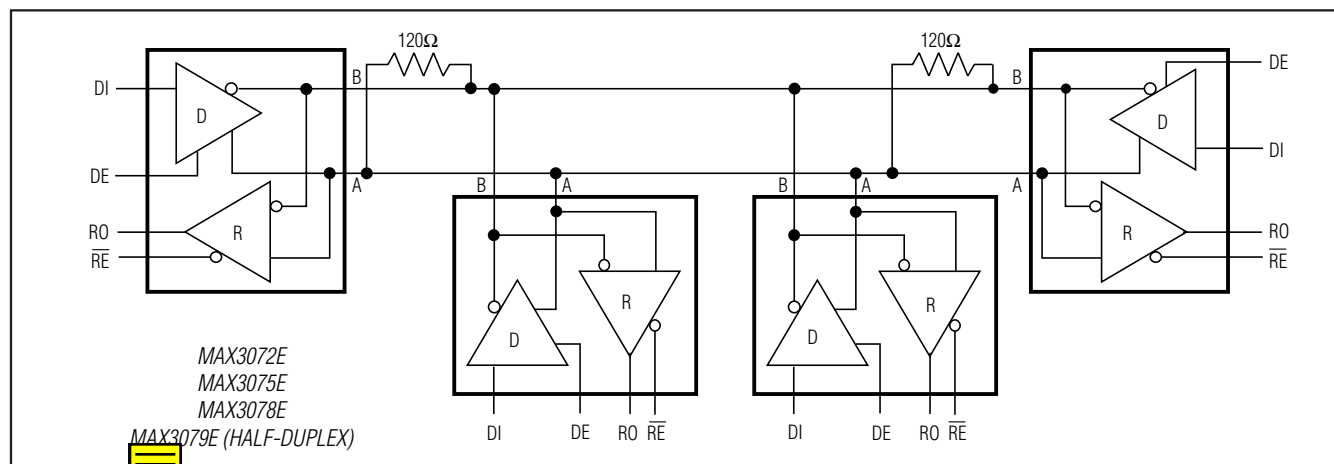 120Ω 120Ω
B B
DI DE
D D
DI
DE
A B A B A A
RO R R RO
RE RE
R R
D D
MAX3072E
MAX3075E
MAX3078E
MAX3079E (HALF-DUPLEX)
DI DE RO RE DI DE RO RE